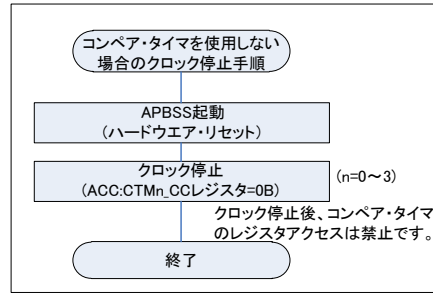 コンペア・タイマを使用しない
場合のクロック停止手順
APBSS起動
（ハードウエア・リセット）
クロック停止
（ACC:CTMn_CCレジスタ=0B）
（n=0～3）
クロック停止後、コンペア・タイマ
のレジスタアクセスは禁止です。
終了